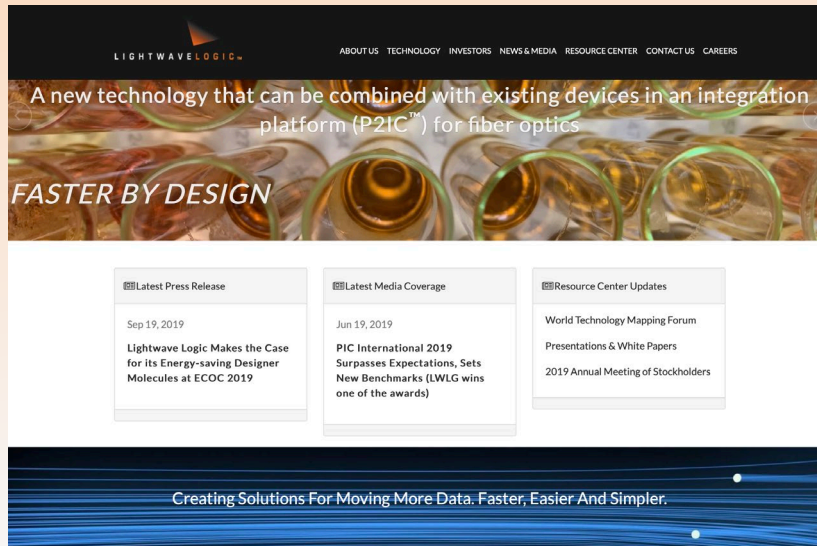 LIGHTWAVELOGIC™
ABOUT US TECHNOLOGY INVESTORS NEWS & MEDIA RESOURCE CENTER CONTACT US CAREERS
A new technology that can be combined with existing devices in an integration
platform (P2IC™) for fiber optics
FASTER BY DESIGN
Latest Press Release
Sep 19, 2019
Lightwave Logic Makes the Case
for its Energy-saving Designer
Molecules at ECOC 2019
Latest Media Coverage
Jun 19, 2019
PIC International 2019
Surpasses Expectations, Sets
New Benchmarks (LWLG wins
one of the awards)
Resource Center Updates
World Technology Mapping Forum
Presentations & White Papers
2019 Annual Meeting of Stockholders
Creating Solutions For Moving More Data. Faster, Easier And Simpler.